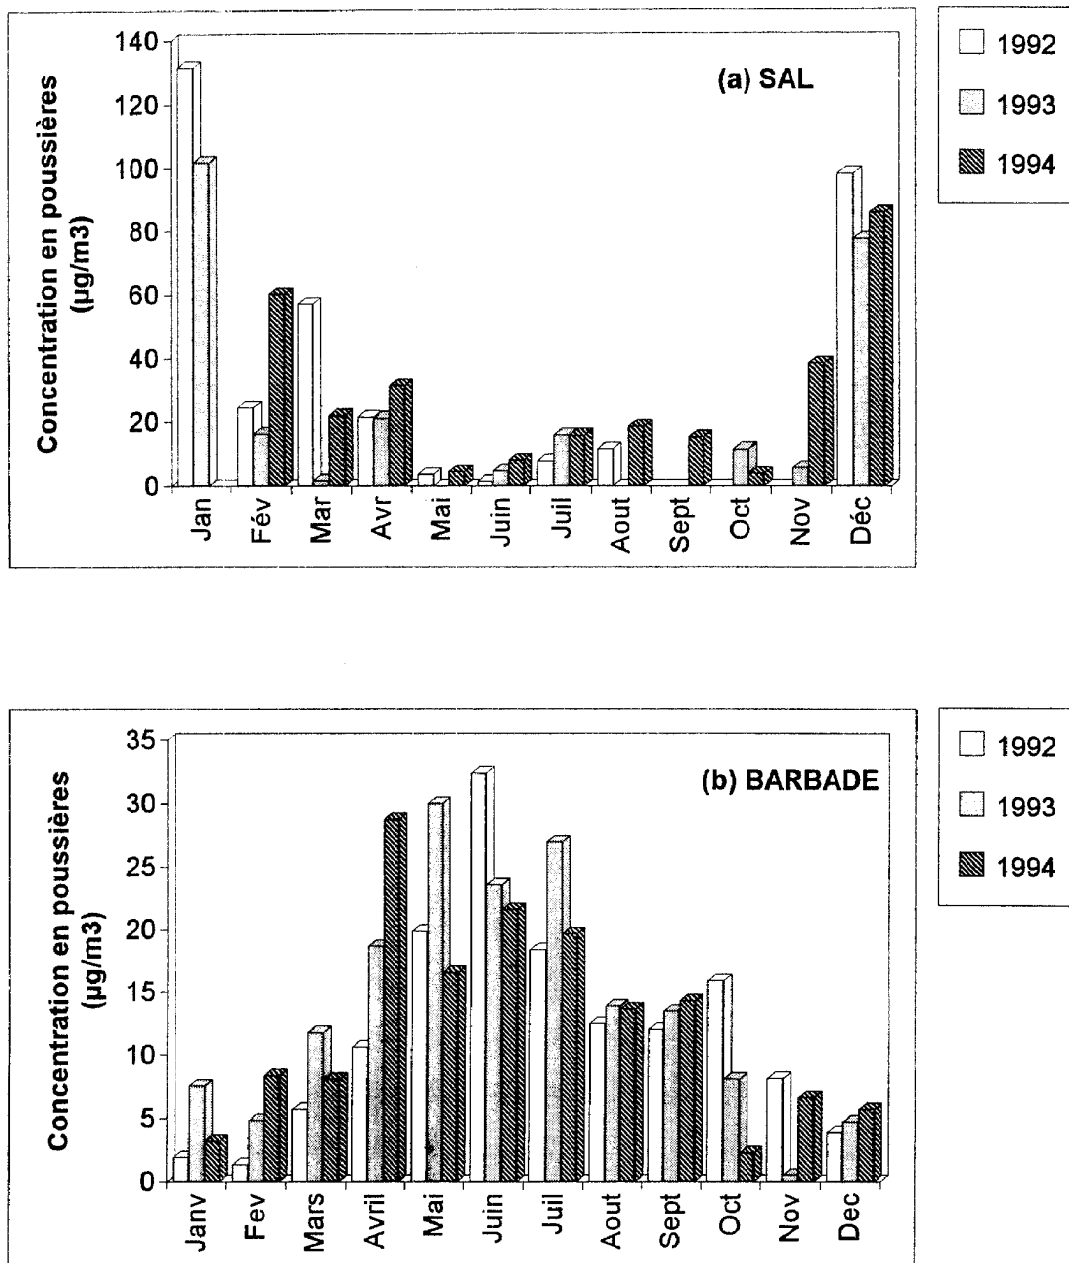 (a) SAL
Concentration en poussières
(µg/m3)
140
120
100
80
60
40
20
0
Jan
Fév
Mar
Avr
Mai
Juin
Juil
Aout
Sept
Oct
Nov
Déc
1992
1993
1994
(b) BARBADE
Concentration en poussières
(µg/m3)
35
30
25
20
15
10
5
0
Janv
Fev
Mars
Avril
Mai
Juin
Juil
Aout
Sept
Oct
Nov
Dec
1992
1993
1994